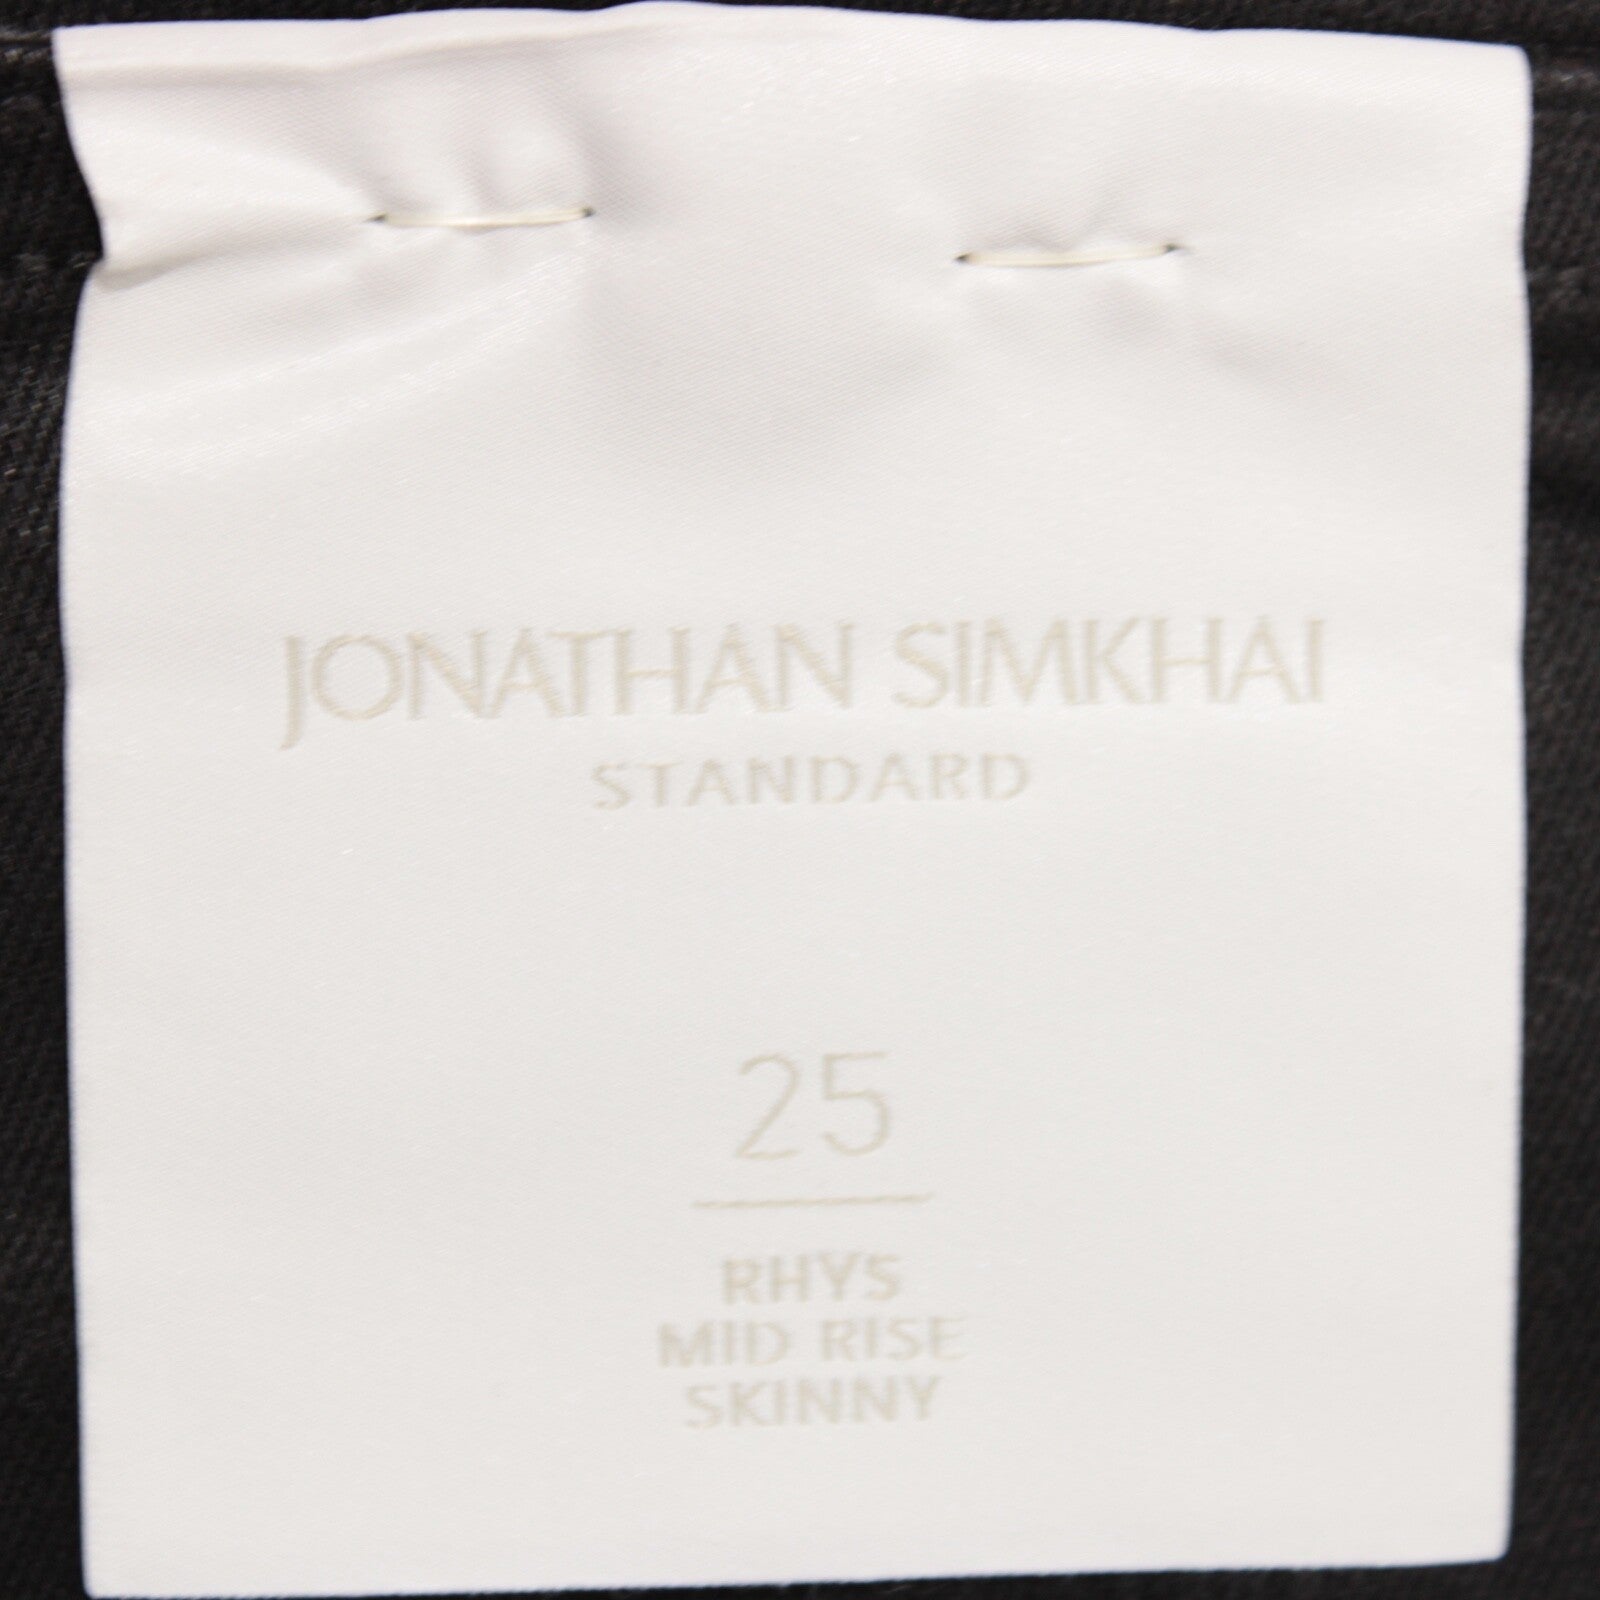 JONATHAN SIMKHAI
STANDARD
25
RHYS
MID RISE
SKINNY